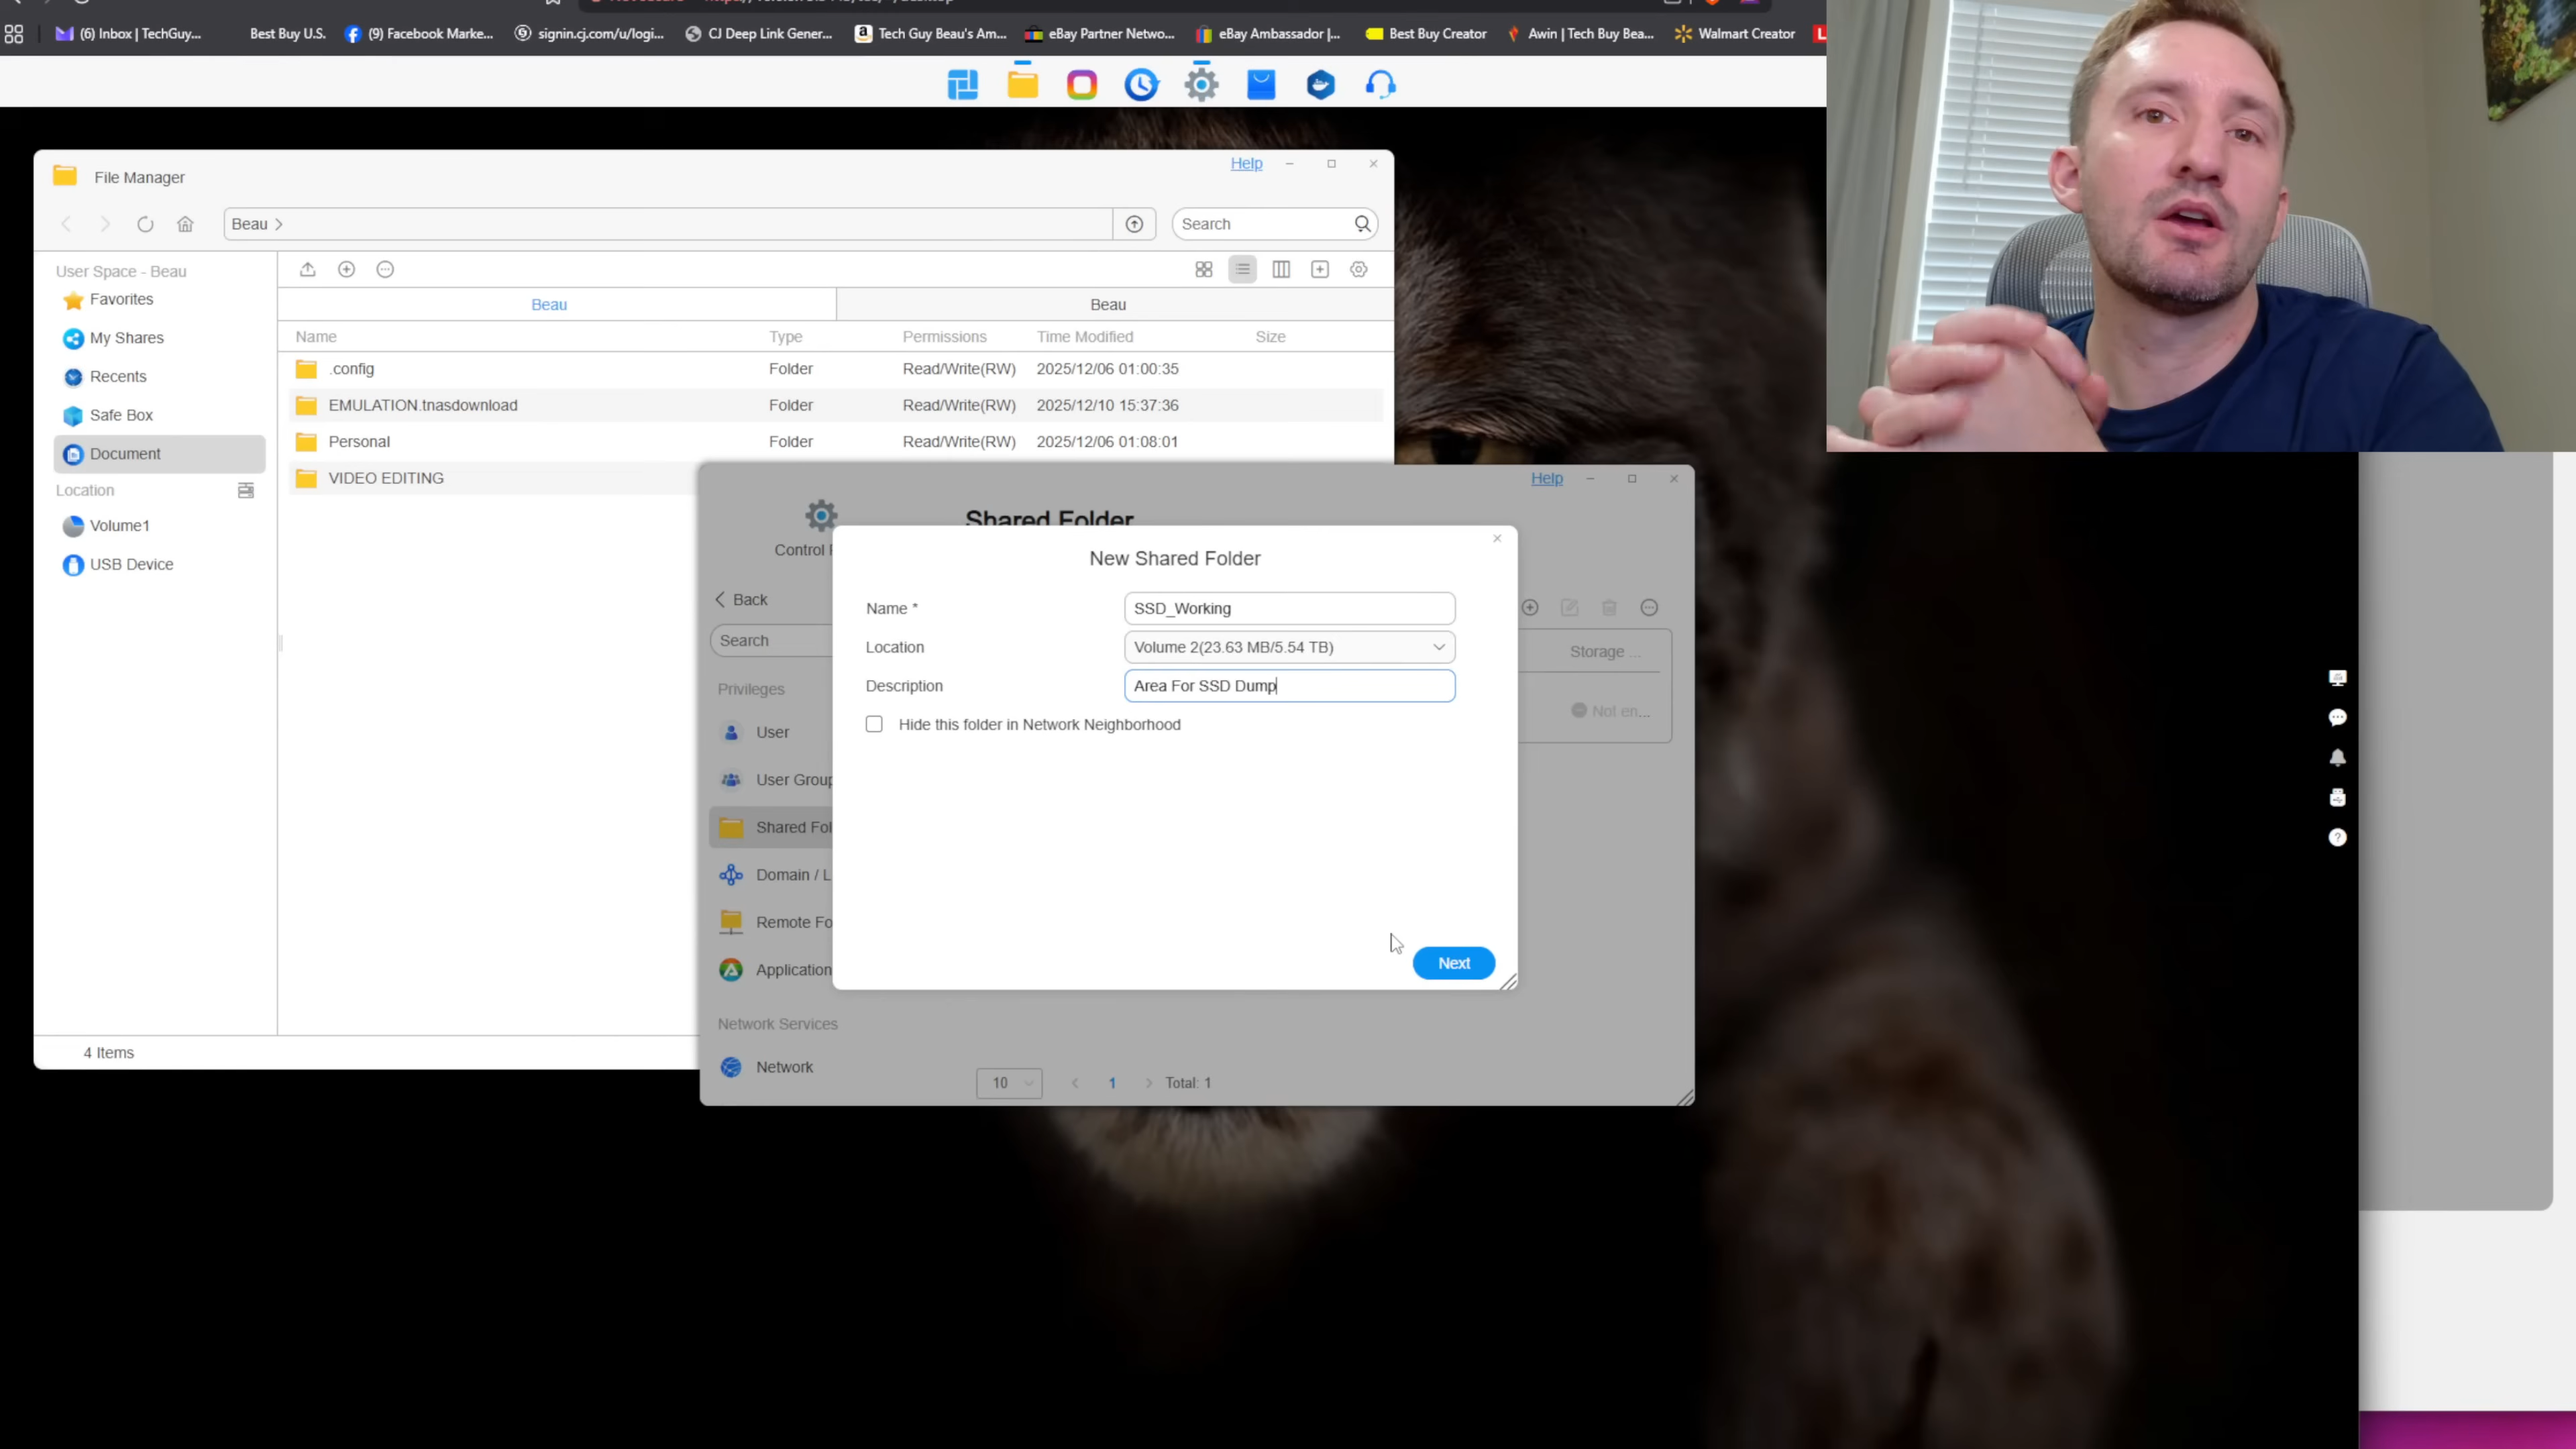 (6) Inbox | TechGuy... Best Buy U.S. (9) Facebook Marke... signin.cj.com/u/logi... CJ Deep Link Gener... Tech Guy Beau's Am... eBay Partner Netwo... eBay Ambassador |... Best Buy Creator Awin | Tech Buy Bea... Walmart Creator
File Manager
Help
Beau >
Search
User Space - Beau
Favorites
My Shares
Recents
Safe Box
Document
Location
Volume1
USB Device
Beau Beau
Name Type Permissions Time Modified Size
.config Folder Read/Write(RW) 2025/12/06 01:00:35
EMULATION.tnasdownload Folder Read/Write(RW) 2025/12/10 15:37:36
Personal Folder Read/Write(RW) 2025/12/06 01:08:01
VIDEO EDITING
4 Items
Help
Control
Shared Folder
Back
Search
Privileges
User
User Group
Shared Fol
Domain / L
Remote Fo
Application
Network Services
Network
Storage ...
Not en...
10 1 Total: 1
New Shared Folder
Name * SSD_Working
Location Volume 2(23.63 MB/5.54 TB)
Description Area For SSD Dump
Hide this folder in Network Neighborhood
Next